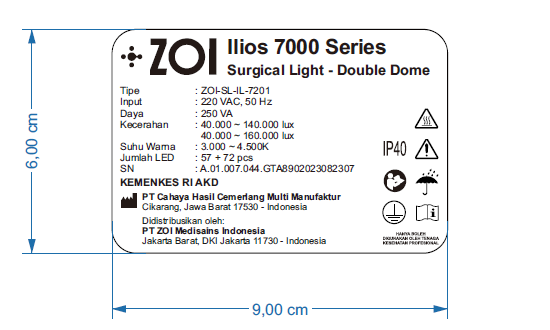 ZOI
Ilios 7000 Series
Surgical Light - Double Dome
Tipe : ZOI-SL-IL-7201
Input : 220 VAC, 50 Hz
Daya : 250 VA
Kecerahan : 40.000 ~ 140.000 lux
40.000 ~ 160.000 lux
Suhu Warna : 3.000 ~ 4.500K
Jumlah LED : 57 + 72 pcs
SN : A.01.007.044.GTA8902023082307
KEMENKES RI AKD
PT Cahaya Hasil Cemerlang Multi Manufaktur
Cikarang, Jawa Barat 17530 - Indonesia
Didistribusikan oleh:
PT ZOI Medisains Indonesia
Jakarta Barat, DKI Jakarta 11730 - Indonesia
IP40
HANYA BOLEH
DIGUNAKAN OLEH TENAGA
KESEHATAN PROFESIONAL
6,00 cm
9,00 cm